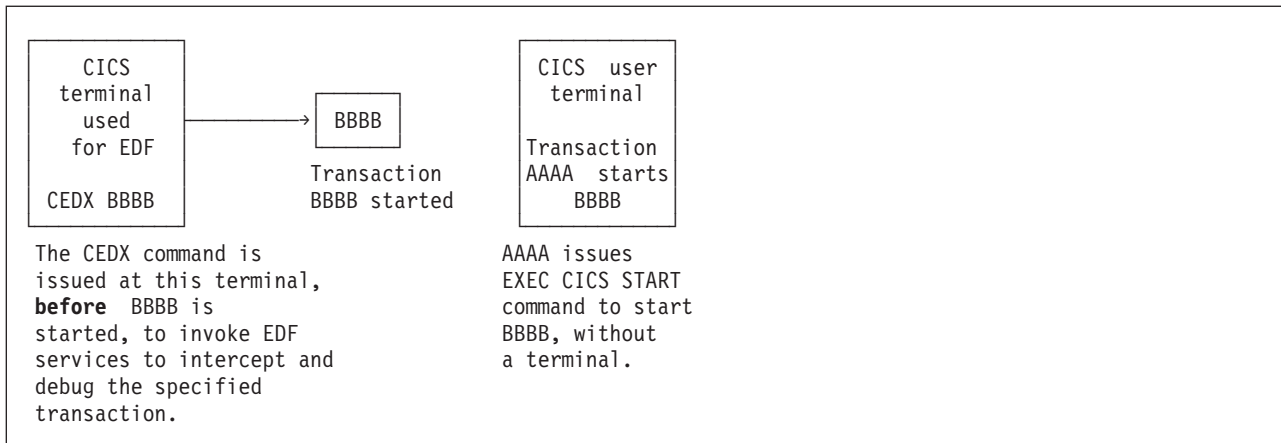 CICS
terminal
used
for EDF
CEDX BBBB
BBBB
Transaction
BBBB started
CICS user
terminal
Transaction
AAAA starts
BBBB
The CEDX command is
issued at this terminal,
before BBBB is
started, to invoke EDF
services to intercept and
debug the specified
transaction.
AAAA issues
EXEC CICS START
command to start
BBBB, without
a terminal.